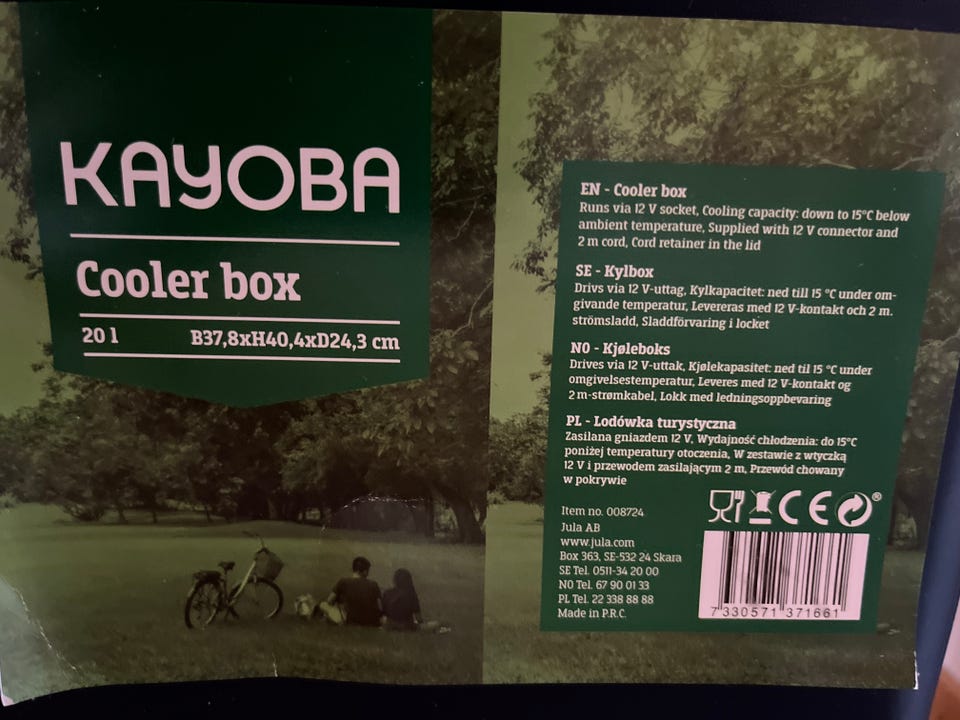 KAYOBA
Cooler box
20 l B37,8xH40,4xD24,3 cm
EN - Cooler box
Runs via 12 V socket, Cooling capacity: down to 15°C below
ambient temperature, Supplied with 12 V connector and
2 m cord, Cord retainer in the lid
SE - Kylbox
Drivs via 12 V-uttag, Kylkapacitet: ned till 15 °C under om-
givande temperatur, Levereras med 12 V-kontakt och 2 m.
strömsladd, Sladdförvaring i locket
NO - Kjøleboks
Drives via 12 V-uttak, Kjølekapasitet: ned til 15 °C under
omgivelsestemperatur, Leveres med 12 V-kontakt og
2 m-strømkabel, Lokk med ledningsoppbevaring
PL - Lodówka turystyczna
Zasilana gniazdem 12 V, Wydajność chłodzenia: do 15°C
poniżej temperatury otoczenia, W zestawie z wtyczką
12 V i przewodem zasilającym 2 m, Przewód chowany
w pokrywie
Item no. 008724
Jula AB
www.jula.com
Box 363, SE-532 24 Skara
SE Tel. 0511-34 20 00
NO Tel. 67 90 01 33
PL Tel. 22 338 88 88
Made in P.R.C.
CE ®
7 330571 371661